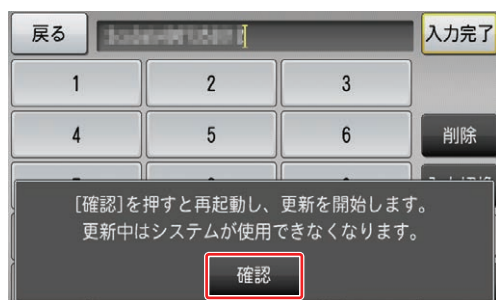 戻る
入力完了
1 2 3
4 5 6 削除
[確認]を押すと再起動し、更新を開始します。
更新中はシステムが使用できなくなります。
確認